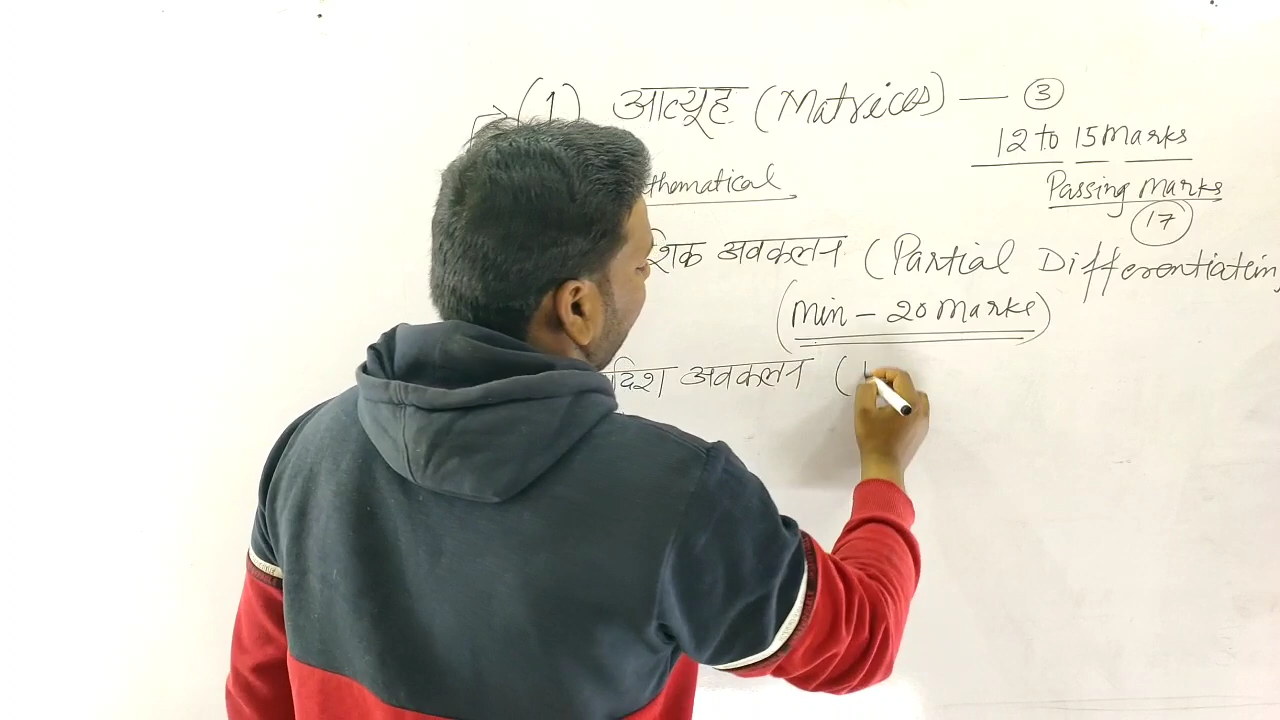 (1) आव्यूह (Matrices) — 3
12 to 15 Marks
thematical
Passing Marks
17
शिक अवकलन (Partial Differentiation
(Min - 20 Marks)
दिश अवकलन (